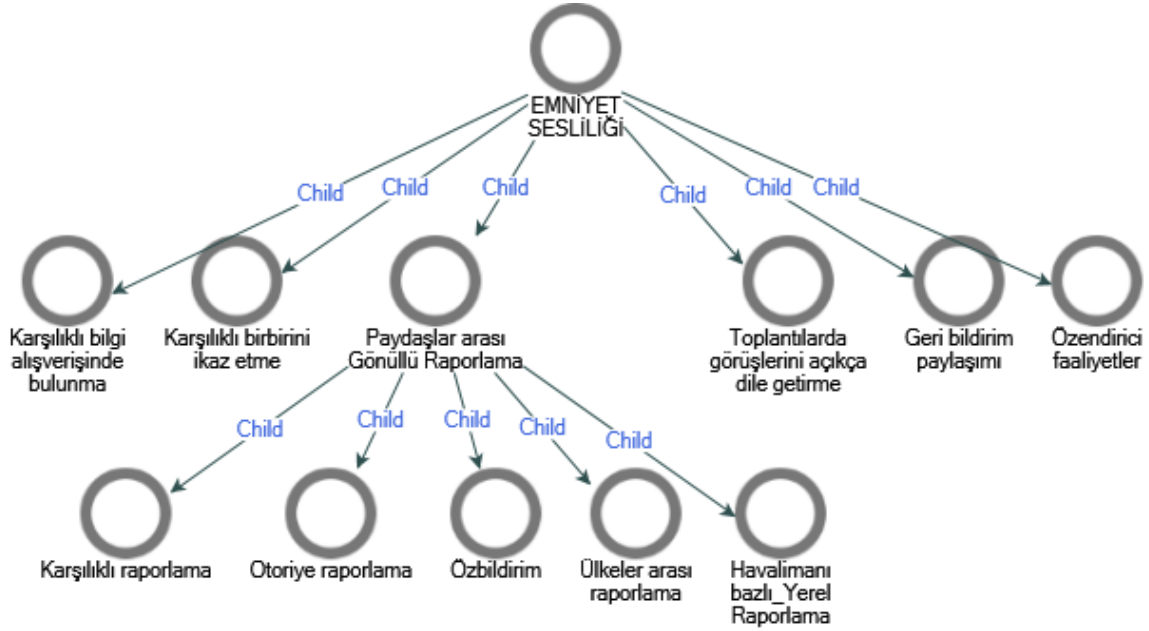 EMNİYET
SESLİLİĞİ
Child
Child
Child
Child
Child
Child
Karşılıklı bilgi
alışverişinde
bulunma
Karşılıklı birbirini
ikaz etme
Paydaşlar arası
Gönüllü Raporlama
Toplantılarda
görüşlerini açıkça
dile getirme
Geri bildirim
paylaşımı
Özendirici
faaliyetler
Child
Child
Child
Child
Child
Karşılıklı raporlama
Otoriye raporlama
Özbildirim
Ülkeler arası
raporlama
Havalimanı
bazlı_Yerel
Raporlama